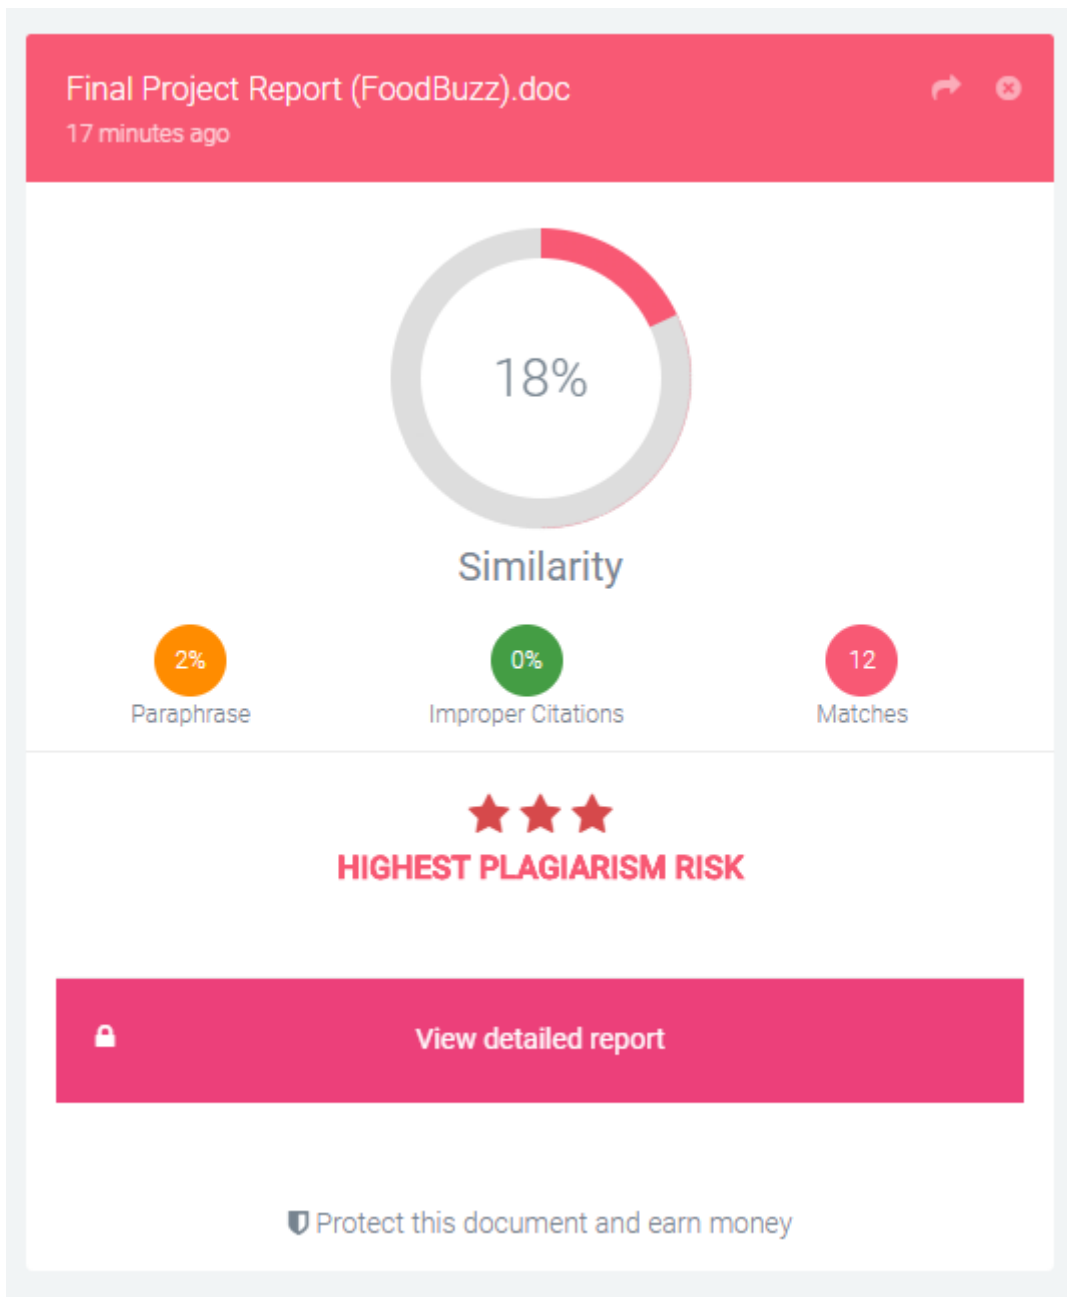 Final Project Report (FoodBuzz).doc
17 minutes ago
18%
Similarity
2%
Paraphrase
0%
Improper Citations
12
Matches
HIGHEST PLAGIARISM RISK
View detailed report
Protect this document and earn money